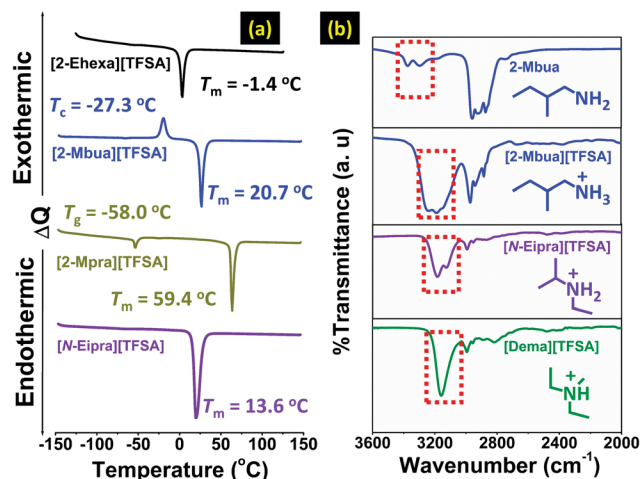 (a)
Exothermic
ΔQ
Endothermic
[2-Ehexa][TFSA]
Tm = -1.4 °C
Tc = -27.3 °C
[2-Mbua][TFSA]
Tm = 20.7 °C
Tg = -58.0 °C
[2-Mpra][TFSA]
Tm = 59.4 °C
[N-Eipra][TFSA]
Tm = 13.6 °C
-150 -100 -50 0 50 100 150
Temperature (°C)
(b)
%Transmittance (a. u)
2-Mbua
NH2
[2-Mbua][TFSA]
+
NH3
[N-Eipra][TFSA]
+
NH2
[Dema][TFSA]
+
NH
3600 3200 2800 2400 2000
Wavenumber (cm-1)